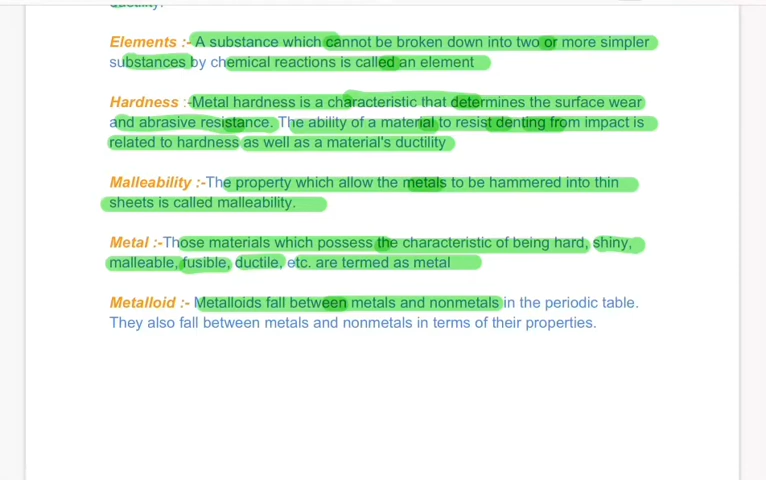 Elements :- A substance which cannot be broken down into two or more simpler
substances by chemical reactions is called an element
Hardness :-Metal hardness is a characteristic that determines the surface wear
and abrasive resistance. The ability of a material to resist denting from impact is
related to hardness as well as a material's ductility
Malleability :-The property which allow the metals to be hammered into thin
sheets is called malleability.
Metal :-Those materials which possess the characteristic of being hard, shiny,
malleable, fusible, ductile, etc. are termed as metal
Metalloid :- Metalloids fall between metals and nonmetals in the periodic table.
They also fall between metals and nonmetals in terms of their properties.